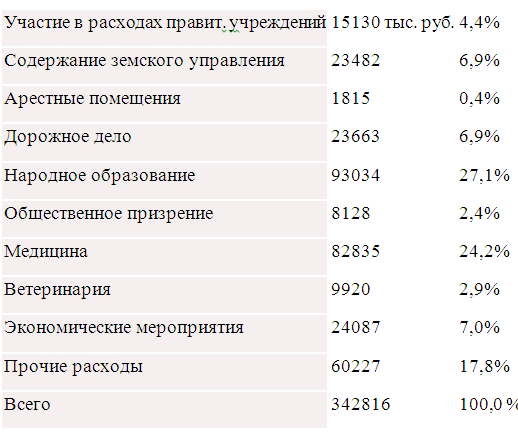 Участие в расходах правит. учреждений 15130 тыс. руб. 4,4%
Содержание земского управления 23482 6,9%
Арестные помещения 1815 0,4%
Дорожное дело 23663 6,9%
Народное образование 93034 27,1%
Общественное призрение 8128 2,4%
Медицина 82835 24,2%
Ветеринария 9920 2,9%
Экономические мероприятия 24087 7,0%
Прочие расходы 60227 17,8%
Всего 342816 100,0 %